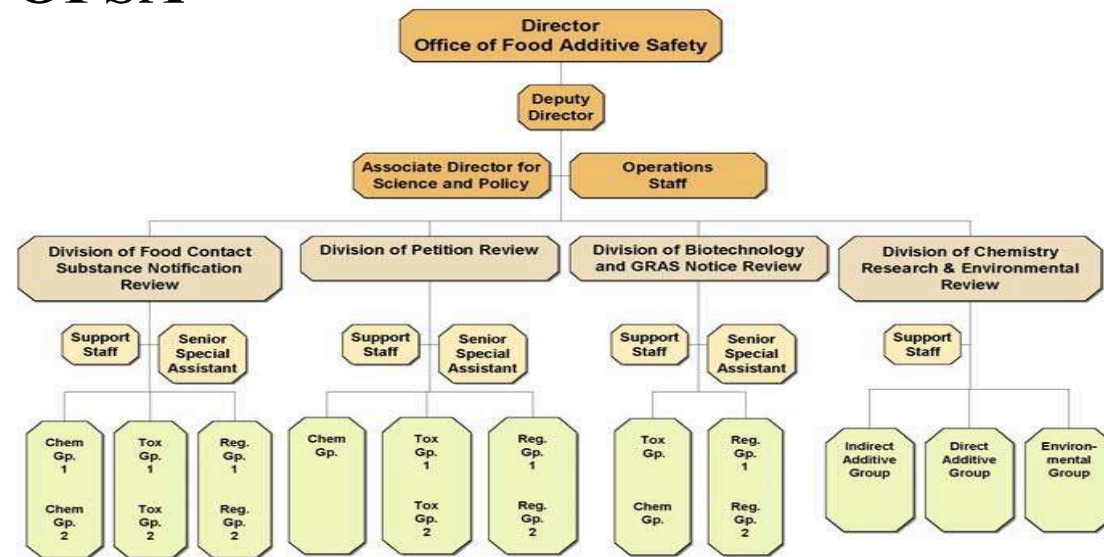 Director
Office of Food Additive Safety
Deputy
Director
Associate Director for
Science and Policy
Operations
Staff
Division of Food Contact
Substance Notification
Review
Division of Petition Review
Division of Biotechnology
and GRAS Notice Review
Division of Chemistry
Research & Environmental
Review
Support
Staff
Senior
Special
Assistant
Support
Staff
Senior
Special
Assistant
Support
Staff
Senior
Special
Assistant
Support
Staff
Chem
Gp.
1
Chem
Gp.
2
Tox
Gp.
1
Tox
Gp.
2
Reg.
Gp.
1
Reg.
Gp.
2
Chem
Gp.
Tox
Gp.
1
Tox
Gp.
2
Reg.
Gp.
1
Reg.
Gp.
2
Tox
Gp.
Chem
Gp.
Reg.
Gp.
1
Reg.
Gp.
2
Indirect
Additive
Group
Direct
Additive
Group
Environ-
mental
Group